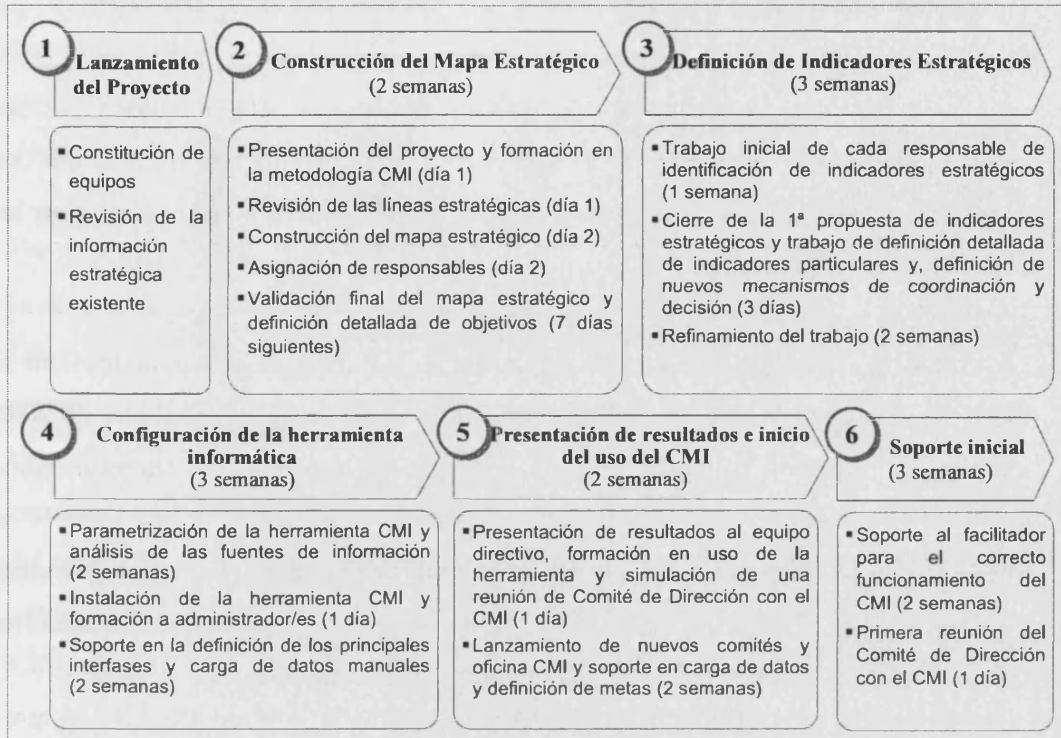 1
Lanzamiento
del Proyecto
▪Constitución de
equipos
▪Revisión de la
información
estratégica
existente
2
Construcción del Mapa Estratégico
(2 semanas)
▪Presentación del proyecto y formación en
la metodología CMI (día 1)
▪Revisión de las líneas estratégicas (día 1)
▪Construcción del mapa estratégico (día 2)
▪Asignación de responsables (día 2)
▪Validación final del mapa estratégico y
definición detallada de objetivos (7 días
siguientes)
3
Definición de Indicadores Estratégicos
(3 semanas)
▪Trabajo inicial de cada responsable de
identificación de indicadores estratégicos
(1 semana)
▪Cierre de la 1ª propuesta de indicadores
estratégicos y trabajo de definición detallada
de indicadores particulares y, definición de
nuevos mecanismos de coordinación y
decisión (3 días)
▪Refinamiento del trabajo (2 semanas)
4
Configuración de la herramienta
informática
(3 semanas)
▪Parametrización de la herramienta CMI y
análisis de las fuentes de información
(2 semanas)
▪Instalación de la herramienta CMI y
formación a administrador/es (1 día)
▪Soporte en la definición de los principales
interfases y carga de datos manuales
(2 semanas)
5
Presentación de resultados e inicio
del uso del CMI
(2 semanas)
▪Presentación de resultados al equipo
directivo, formación en uso de la
herramienta y simulación de una
reunión de Comité de Dirección con el
CMI (1 día)
▪Lanzamiento de nuevos comités y
oficina CMI y soporte en carga de datos
y definición de metas (2 semanas)
6
Soporte inicial
(3 semanas)
▪Soporte al facilitador
para el correcto
funcionamiento del
CMI (2 semanas)
▪Primera reunión del
Comité de Dirección
con el CMI (1 día)